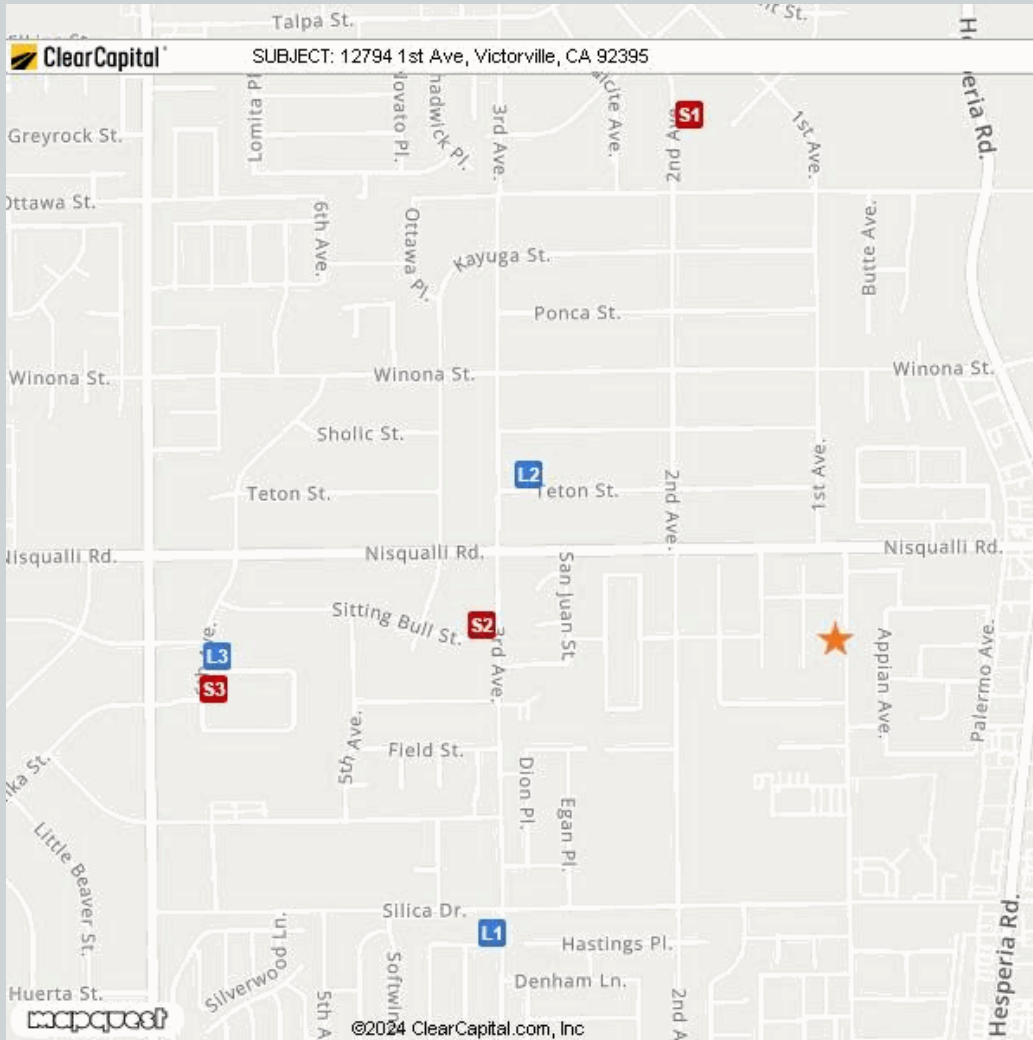 Talpa St.
ClearCapital
SUBJECT: 12794 1st Ave, Victorville, CA 92395
Hesperia Rd.
S1
Greyrock St.
Lomita Pl
3rd Ave.
2nd Ave
1st Ave.
Ottawa St.
6th Ave.
Ottawa Pl.
Kayuga St.
Butte Ave.
Ponca St.
Winona St.
Winona St.
Winona St.
Sholic St.
1st Ave.
L2
Teton St.
Teton St.
2nd Ave.
Nisqualli Rd.
Nisqualli Rd.
Nisqualli Rd.
San Juan St.
Sitting Bull St.
S2
3rd Ave.
L3
S3
Appian Ave.
Palermo Ave.
5th Ave.
Field St.
Dion Pl.
Egan Pl.
Little Beaver St.
Silica Dr.
L1
Hastings Pl.
Silverwood Ln.
Denham Ln.
Hesperia Rd.
Huerta St.
5th A
Softwin
2nd A
mapquest
©2024 ClearCapital.com, Inc